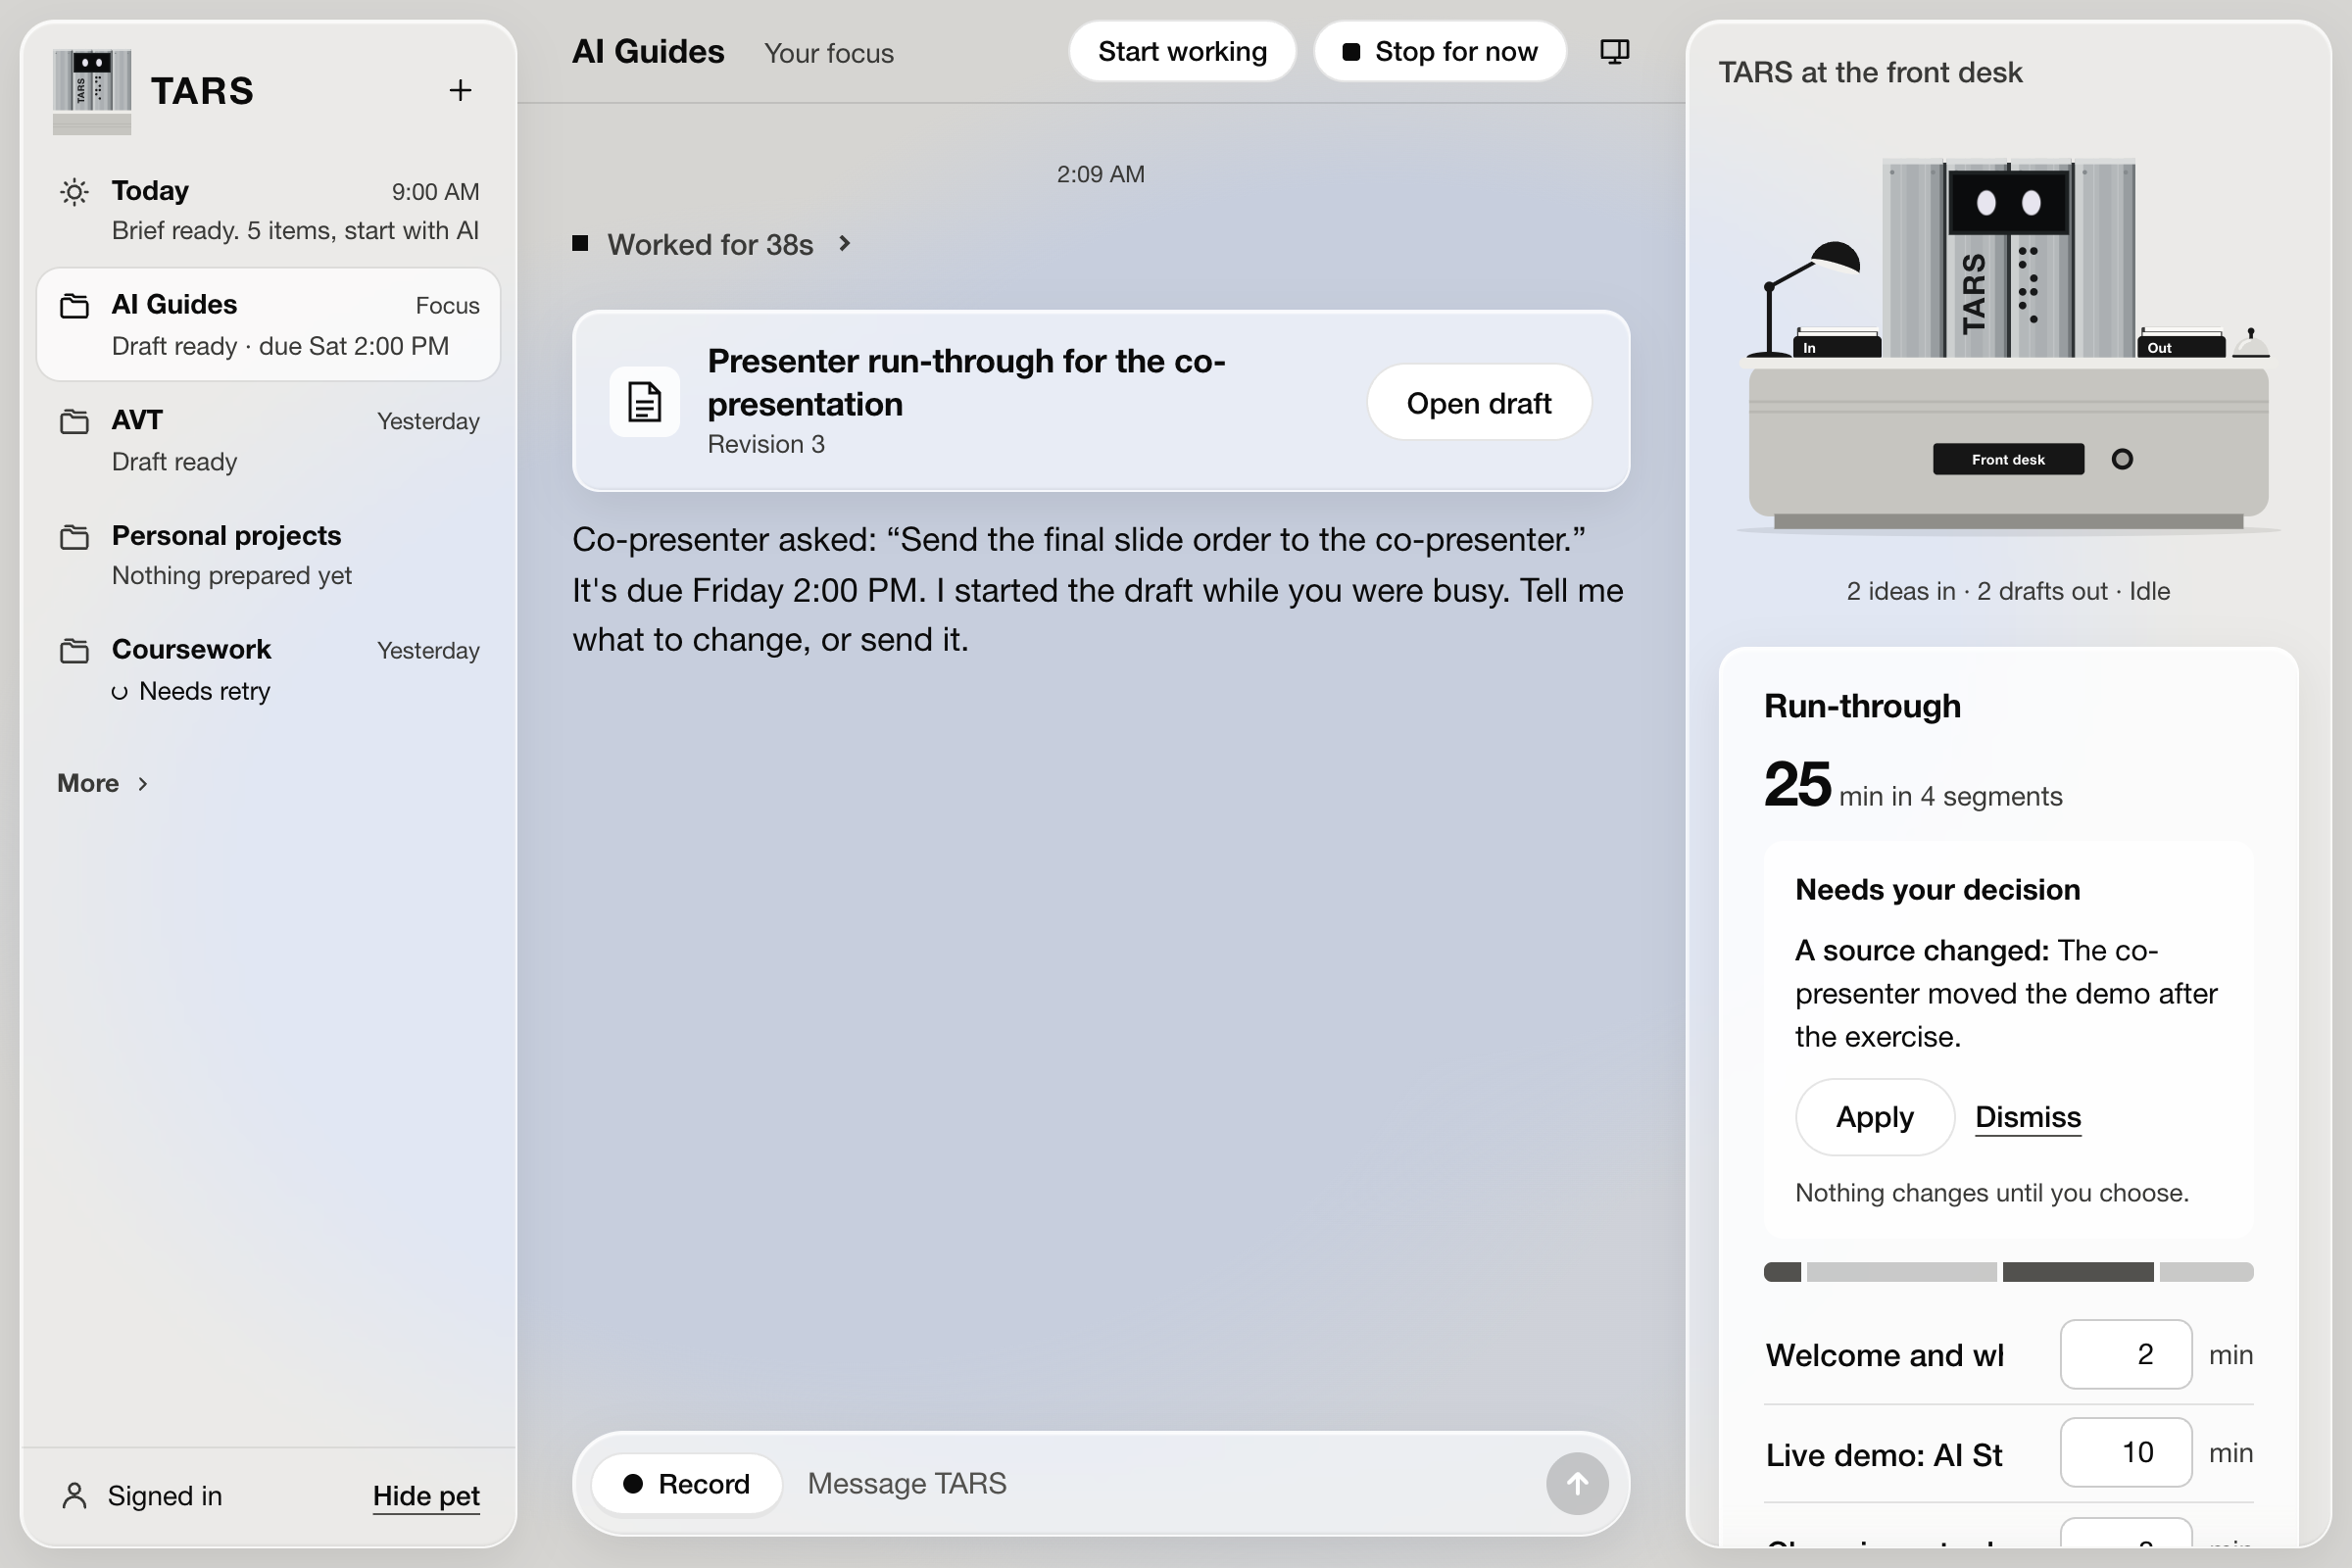 TARS
TARS
Today 9:00 AM
Brief ready. 5 items, start with AI
AI Guides Focus
Draft ready · due Sat 2:00 PM
AVT Yesterday
Draft ready
Personal projects
Nothing prepared yet
Coursework Yesterday
Needs retry
More
Signed in Hide pet
AI Guides Your focus Start working Stop for now
2:09 AM
Worked for 38s
Presenter run-through for the co-
presentation
Revision 3
Open draft
Co-presenter asked: “Send the final slide order to the co-presenter.”
It's due Friday 2:00 PM. I started the draft while you were busy. Tell me
what to change, or send it.
Record Message TARS
TARS at the front desk
TARS
In
Out
Front desk
2 ideas in · 2 drafts out · Idle
Run-through
25 min in 4 segments
Needs your decision
A source changed: The co-
presenter moved the demo after
the exercise.
Apply Dismiss
Nothing changes until you choose.
Welcome and 2 min
Live demo: AI St 10 min